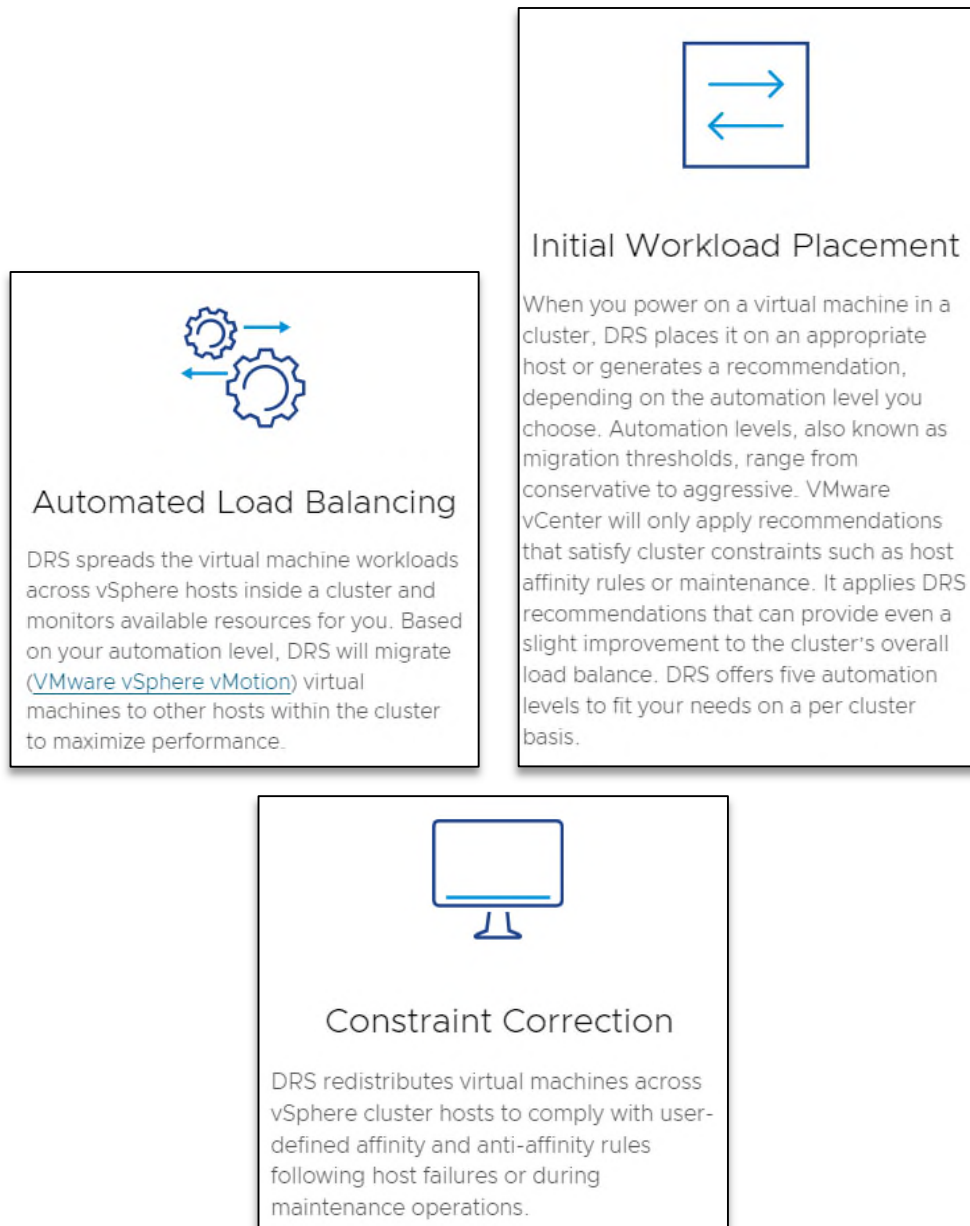 Automated Load Balancing
DRS spreads the virtual machine workloads
across vSphere hosts inside a cluster and
monitors available resources for you. Based
on your automation level, DRS will migrate
(VMware vSphere vMotion) virtual
machines to other hosts within the cluster
to maximize performance.
Initial Workload Placement
When you power on a virtual machine in a
cluster, DRS places it on an appropriate
host or generates a recommendation,
depending on the automation level you
choose. Automation levels, also known as
migration thresholds, range from
conservative to aggressive. VMware
vCenter will only apply recommendations
that satisfy cluster constraints such as host
affinity rules or maintenance. It applies DRS
recommendations that can provide even a
slight improvement to the cluster's overall
load balance. DRS offers five automation
levels to fit your needs on a per cluster
basis.
Constraint Correction
DRS redistributes virtual machines across
vSphere cluster hosts to comply with user-
defined affinity and anti-affinity rules
following host failures or during
maintenance operations.